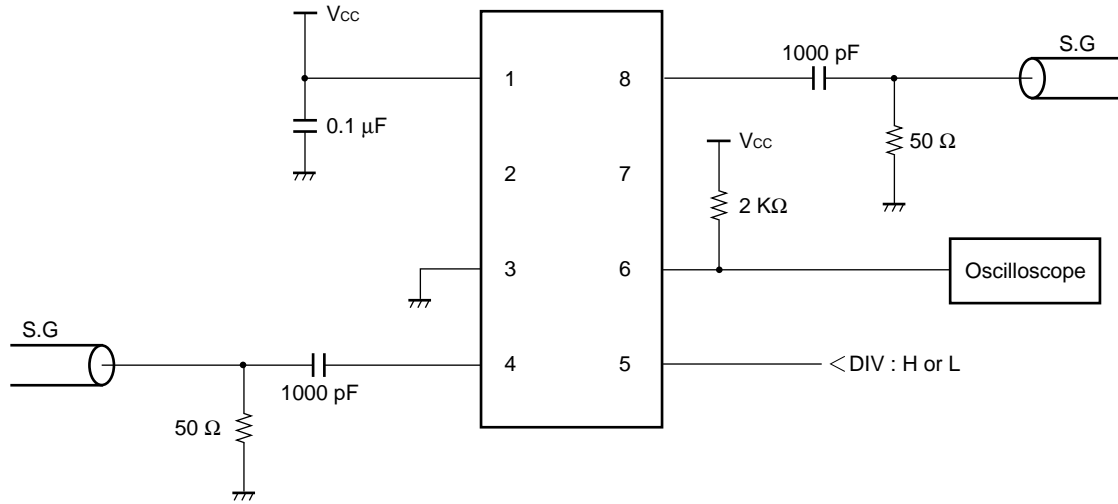 VCC
S.G
1000 pF
1
8
0.1 µF
50 Ω
VCC
2
7
2 KΩ
3
6
Oscilloscope
S.G
4
5
<DIV : H or L
1000 pF
50 Ω